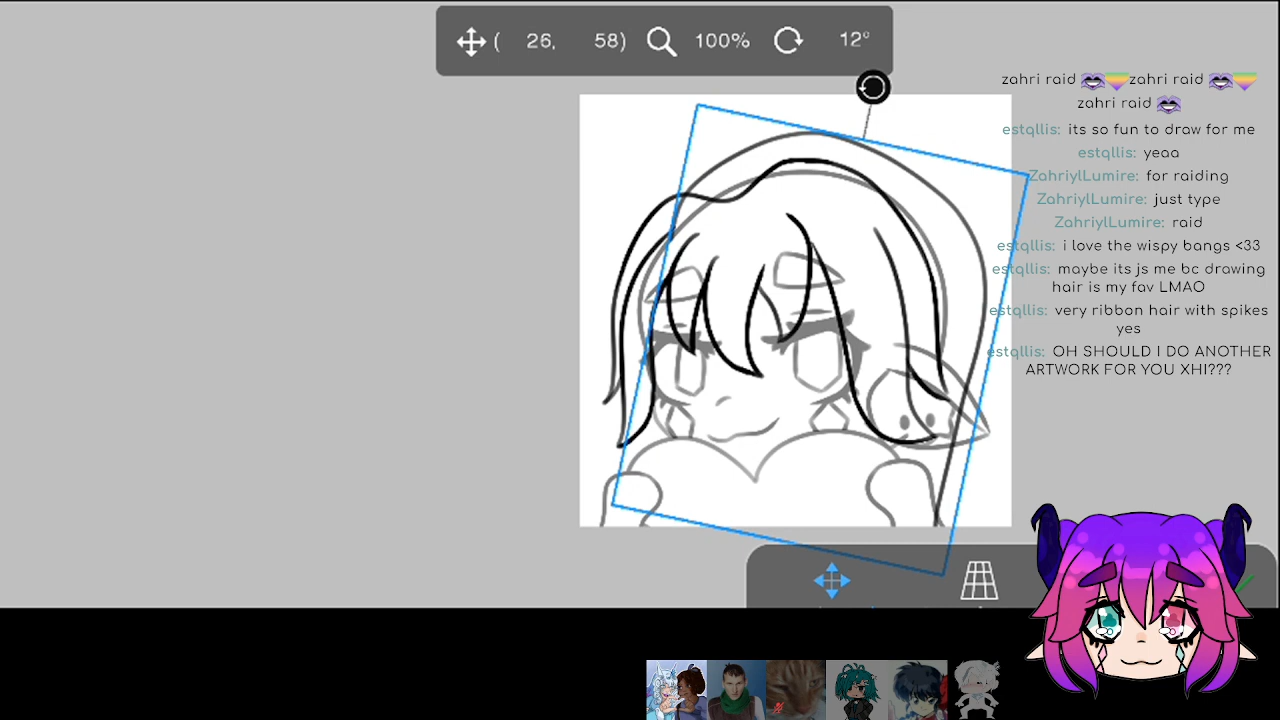 ( 26, 58) 100% 12°
zahri raid zahri raid
zahri raid
estqllis: its so fun to draw for me
estqllis: yeaa
ZahriylLumire: for raiding
ZahriylLumire: just type
ZahriylLumire: raid
estqllis: i love the wispy bangs <33
estqllis: maybe its js me bc drawing
hair is my fav LMAO
estqllis: very ribbon hair with spikes
yes
estqllis: OH SHOULD I DO ANOTHER
ARTWORK FOR YOU XHI???